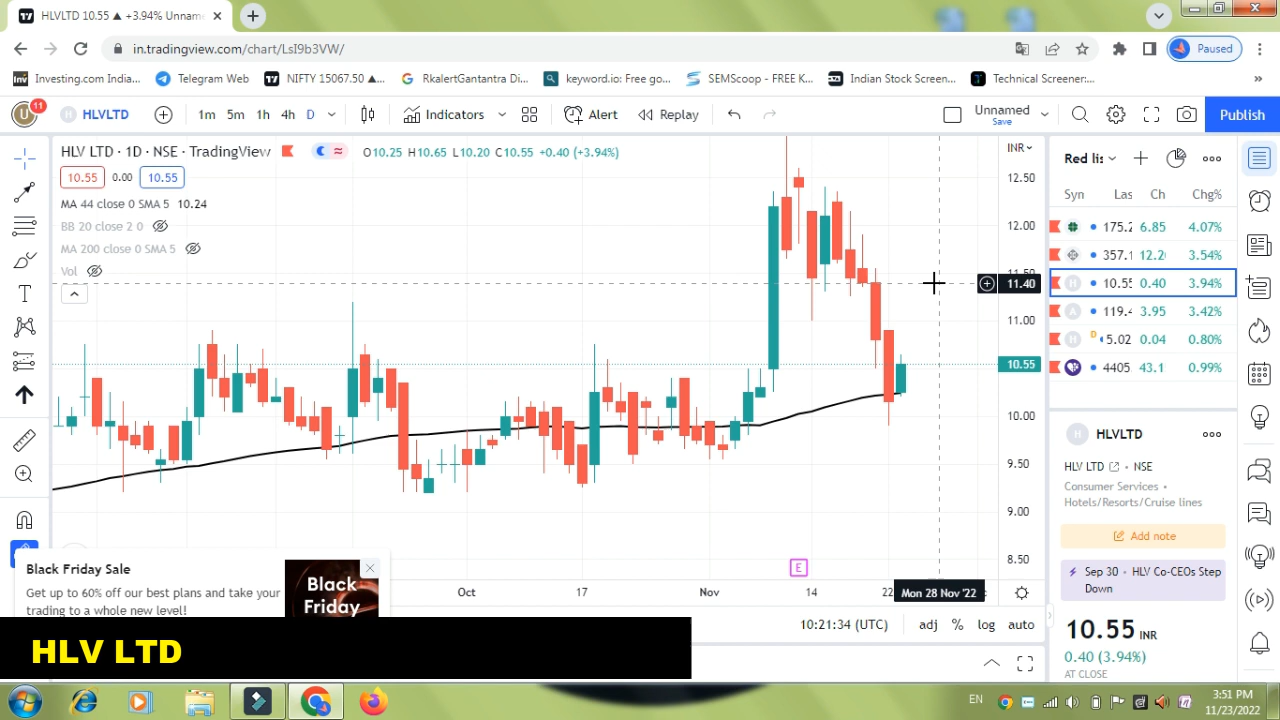 HLVLTD 10.55 ▲ +3.94% Unnam
in.tradingview.com/chart/LsI9b3VW/
Paused
Investing.com India...
Telegram Web
NIFTY 15067.50 ▲...
RkalertGantantra Di...
keyword.io: Free go...
SEMScoop - FREE K...
Indian Stock Screen...
Technical Screener:...
»
U
11
HLVLTD
1m 5m 1h 4h D
Indicators
Alert
Replay
Unnamed
Save
Publish
HLV LTD · 1D · NSE · TradingView
O10.25 H10.65 L10.20 C10.55 +0.40 (+3.94%)
INR
10.55 0.00 10.55
MA 44 close 0 SMA 5 10.24
BB 20 close 2 0
MA 200 close 0 SMA 5
Vol
12.50
12.00
11.50
11.40
11.00
10.55
10.00
9.50
9.00
8.50
E
Oct 17 Nov 14 22 Mon 28 Nov '22
10:21:34 (UTC) adj % log auto
Red lis
Syn Las Ch Chg%
175.2 6.85 4.07%
357.1 12.20 3.54%
H 10.55 0.40 3.94%
A 119.4 3.95 3.42%
H D 5.02 0.04 0.80%
4405. 43.1 0.99%
H HLVLTD
HLV LTD · NSE
Consumer Services •
Hotels/Resorts/Cruise lines
Add note
Sep 30 • HLV Co-CEOs Step
Down
10.55 INR
0.40 (3.94%)
AT CLOSE
Black Friday Sale
Get up to 60% off our best plans and take your
trading to a whole new level!
Black
Friday
HLV LTD
EN
3:51 PM
11/23/2022